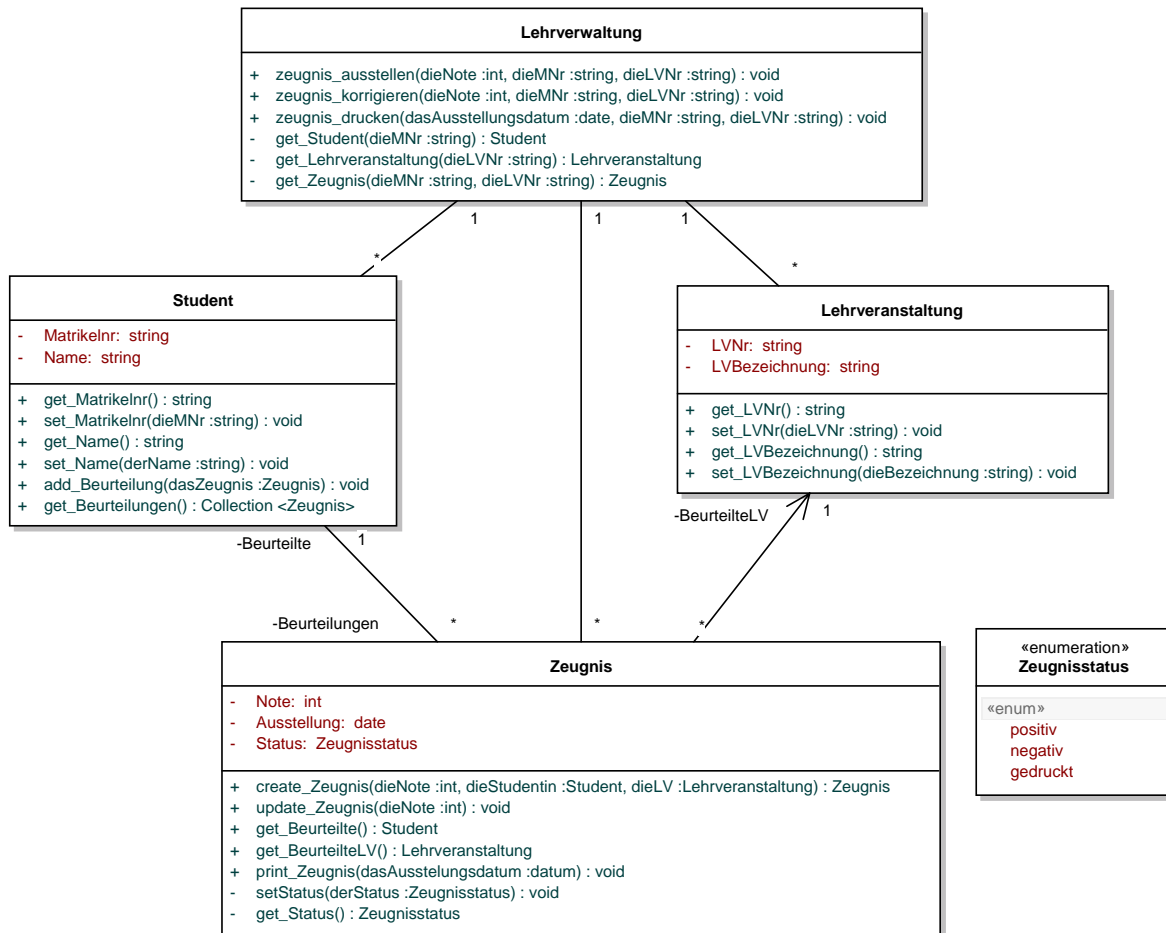 Lehrverwaltung
+ zeugnis_ausstellen(dieNote :int, dieMNr :string, dieLVNr :string) : void
+ zeugnis_korrigieren(dieNote :int, dieMNr :string, dieLVNr :string) : void
+ zeugnis_drucken(dasAusstellungsdatum :date, dieMNr :string, dieLVNr :string) : void
- get_Student(dieMNr :string) : Student
- get_Lehrveranstaltung(dieLVNr :string) : Lehrveranstaltung
- get_Zeugnis(dieMNr :string, dieLVNr :string) : Zeugnis
1
1
1
*
*
Student
- Matrikelnr: string
- Name: string
+ get_Matrikelnr() : string
+ set_Matrikelnr(dieMNr :string) : void
+ get_Name() : string
+ set_Name(derName :string) : void
+ add_Beurteilung(dasZeugnis :Zeugnis) : void
+ get_Beurteilungen() : Collection <Zeugnis>
Lehrveranstaltung
- LVNr: string
- LVBezeichnung: string
+ get_LVNr() : string
+ set_LVNr(dieLVNr :string) : void
+ get_LVBezeichnung() : string
+ set_LVBezeichnung(dieBezeichnung :string) : void
-BeurteilteLV
1
-Beurteilte
1
-Beurteilungen
*
*
*
Zeugnis
- Note: int
- Ausstellung: date
- Status: Zeugnisstatus
+ create_Zeugnis(dieNote :int, dieStudentin :Student, dieLV :Lehrveranstaltung) : Zeugnis
+ update_Zeugnis(dieNote :int) : void
+ get_Beurteilte() : Student
+ get_BeurteilteLV() : Lehrveranstaltung
+ print_Zeugnis(dasAusstelungsdatum :datum) : void
- setStatus(derStatus :Zeugnisstatus) : void
- get_Status() : Zeugnisstatus
«enumeration»
Zeugnisstatus
«enum»
positiv
negativ
gedruckt